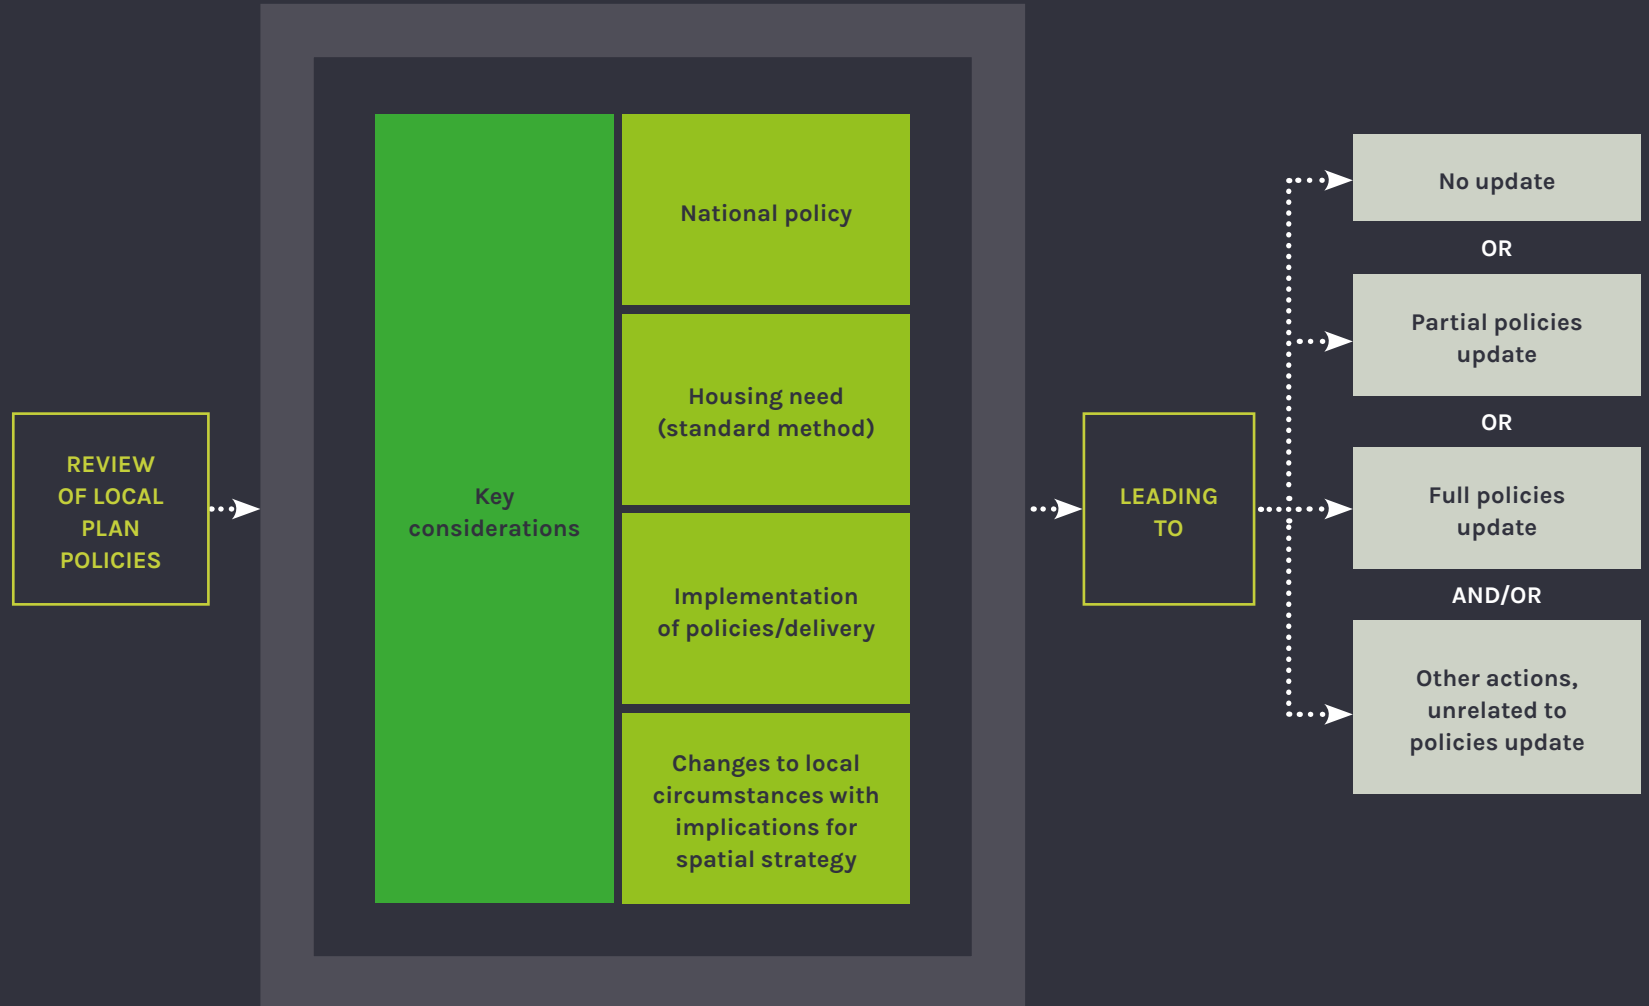 REVIEW
OF LOCAL
PLAN
POLICIES
Key
considerations
National policy
Housing need
(standard method)
Implementation
of policies/delivery
Changes to local
circumstances with
implications for
spatial strategy
LEADING
TO
No update
OR
Partial policies
update
OR
Full policies
update
AND/OR
Other actions,
unrelated to
policies update